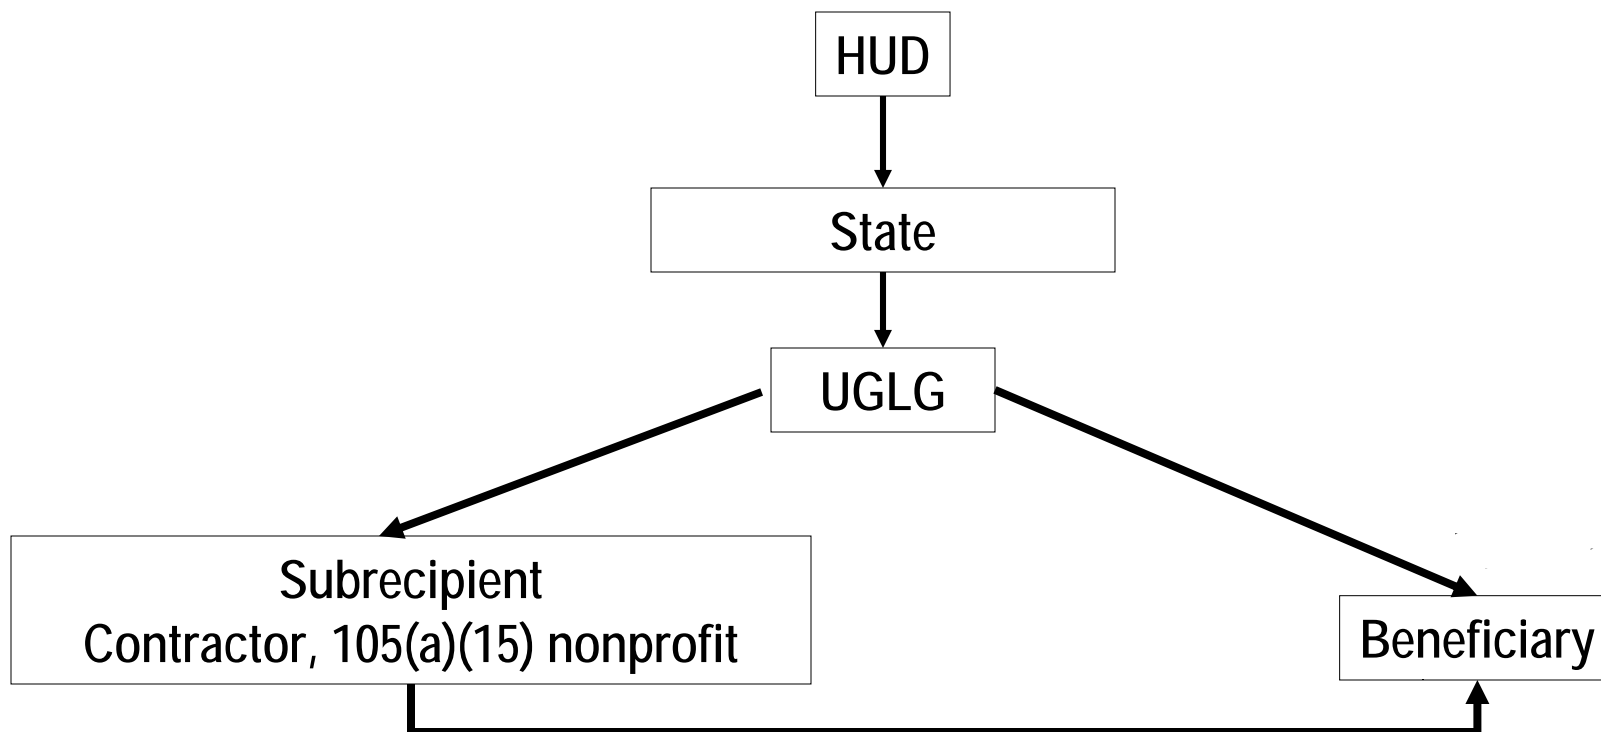 HUD
State
UGLG
Subrecipient
Contractor, 105(a)(15) nonprofit
Beneficiary